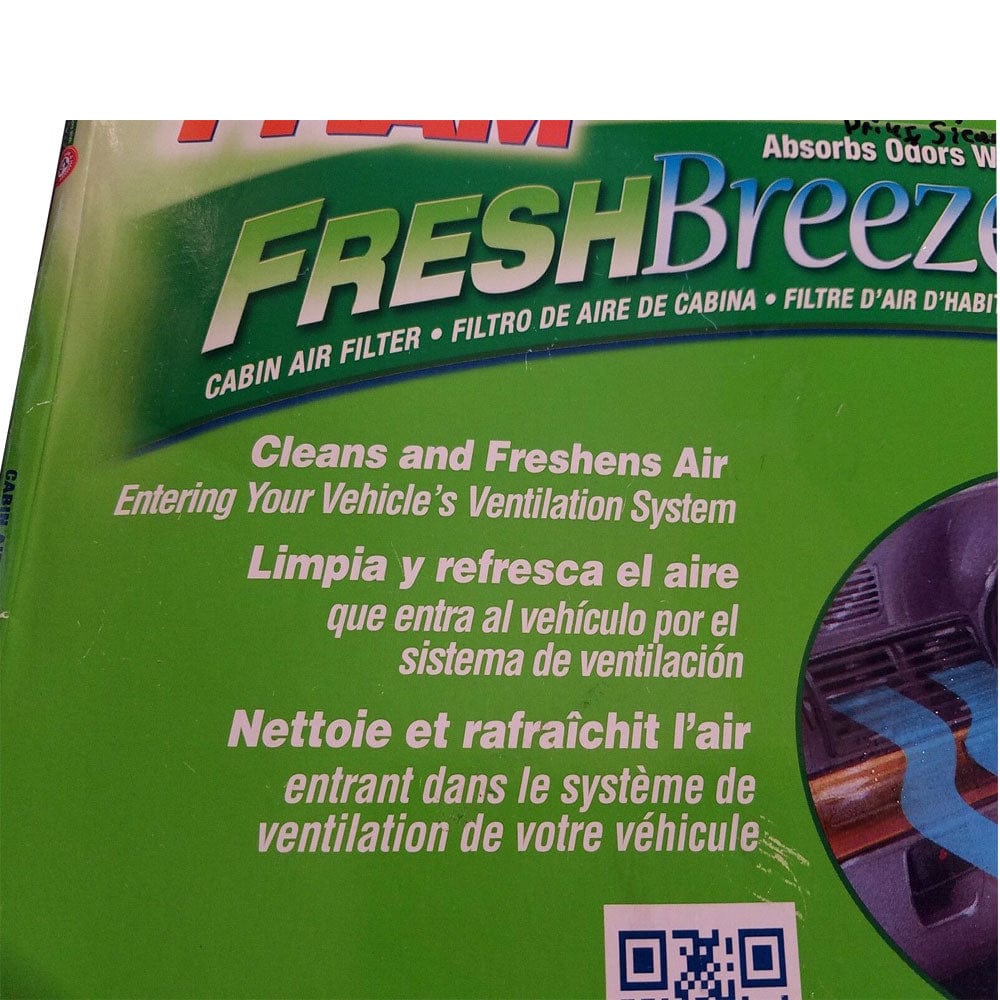 FRAM
Absorbs Odors
FRESHBreeze
CABIN AIR FILTER • FILTRO DE AIRE DE CABINA • FILTRE D'AIR
Cleans and Freshens Air
Entering Your Vehicle's Ventilation System
Limpia y refresca el aire
que entra al vehículo por el
sistema de ventilación
Nettoie et rafraîchit l'air
entrant dans le système de
ventilation de votre véhicule
CABIN